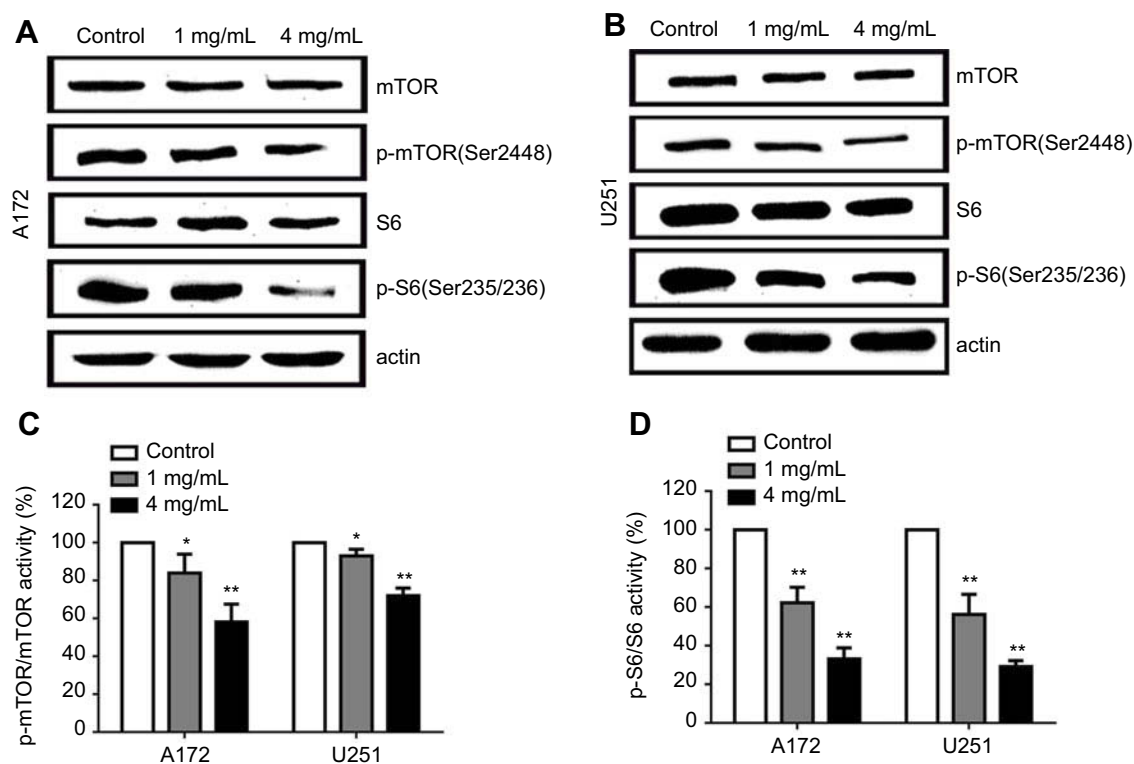 A
Control 1 mg/mL 4 mg/mL
A172
mTOR
p-mTOR(Ser2448)
S6
p-S6(Ser235/236)
actin
B
Control 1 mg/mL 4 mg/mL
U251
mTOR
p-mTOR(Ser2448)
S6
p-S6(Ser235/236)
actin
C
Control
1 mg/mL
4 mg/mL
p-mTOR/mTOR activity (%)
120
100
80
60
40
20
0
* ** * **
A172 U251
D
Control
1 mg/mL
4 mg/mL
p-S6/S6 activity (%)
120
100
80
60
40
20
0
** ** ** **
A172 U251